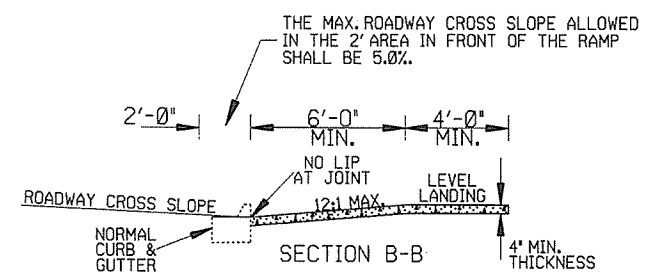 THE MAX. ROADWAY CROSS SLOPE ALLOWED
IN THE 2' AREA IN FRONT OF THE RAMP
SHALL BE 5.0%.
2'-0"
6'-0"
MIN.
4'-0"
MIN.
NO LIP
AT JOINT
ROADWAY CROSS SLOPE
12:1 MAX.
LEVEL
LANDING
NORMAL
CURB &
GUTTER
SECTION B-B
4" MIN.
THICKNESS